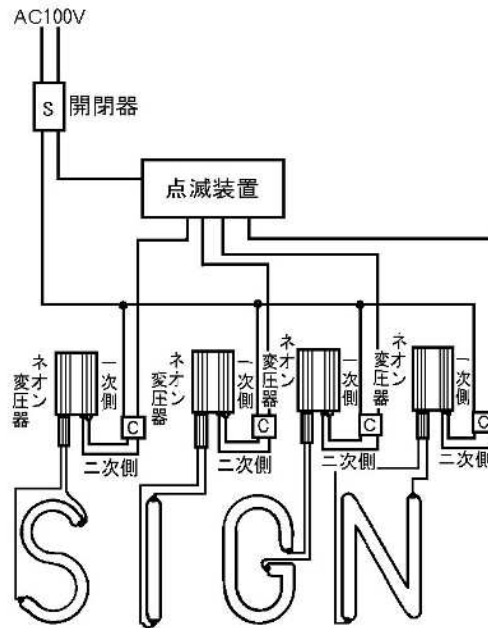 AC100V
S 開閉器
点滅装置
ネオン変圧器
一次側
ネオン変圧器
一次側
ネオン変圧器
一次側
ネオン変圧器
一次側
C
C
C
C
二次側
二次側
二次側
二次側
SIGN